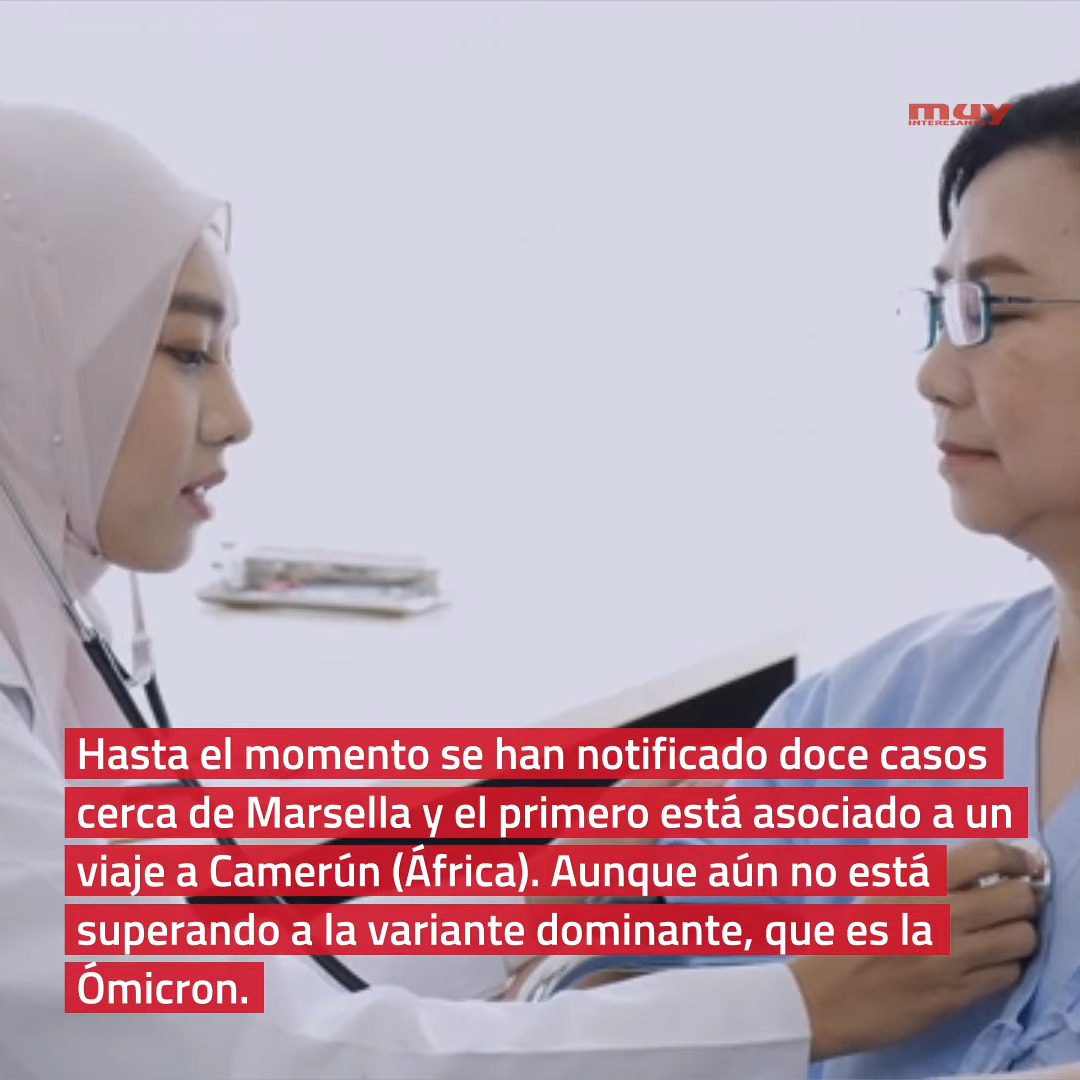 muy
INTERESANTE
Hasta el momento se han notificado doce casos
cerca de Marsella y el primero está asociado a un
viaje a Camerún (África). Aunque aún no está
superando a la variante dominante, que es la
Ómicron.